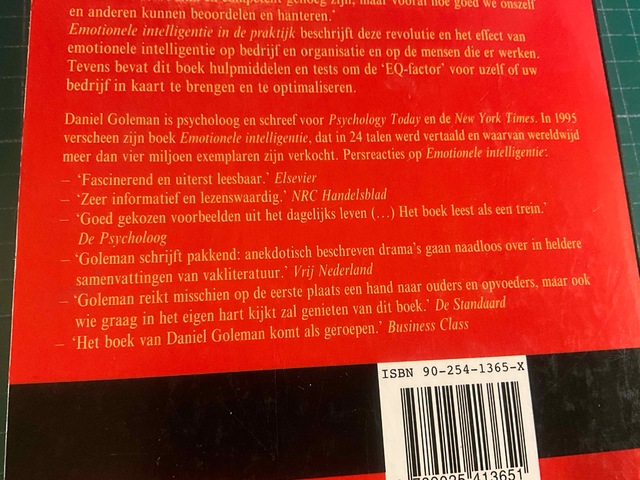 zijn, maar vooral hoe goed we onszelf
en anderen kunnen beoordelen en hanteren.'
Emotionele intelligentie in de praktijk beschrijft deze revolutie en het effect van
emotionele intelligentie op bedrijf en organisatie en op de mensen die er werken.
Tevens bevat dit boek hulpmiddelen en tests om de 'EQ-factor' voor uzelf of uw
bedrijf in kaart te brengen en te optimaliseren.
Daniel Goleman is psycholoog en schreef voor Psychology Today en de New York Times. In 1995
verscheen zijn boek Emotionele intelligentie, dat in 24 talen werd vertaald en waarvan wereldwijd
meer dan vier miljoen exemplaren zijn verkocht. Persreacties op Emotionele intelligentie:
– 'Fascinerend en uiterst leesbaar.' Elsevier
– 'Zeer informatief en lezenswaardig.' NRC Handelsblad
– 'Goed gekozen voorbeelden uit het dagelijks leven (...) Het boek leest als een trein.'
De Psycholoog
– 'Goleman schrijft pakkend: anekdotisch beschreven drama's gaan naadloos over in heldere
samenvattingen van vakliteratuur.' Vrij Nederland
– 'Goleman reikt misschien op de eerste plaats een hand naar ouders en opvoeders, maar ook
wie graag in het eigen hart kijkt zal genieten van dit boek.' De Standaard
– 'Het boek van Daniel Goleman komt als geroepen.' Business Class
ISBN 90-254-1365-X
413651